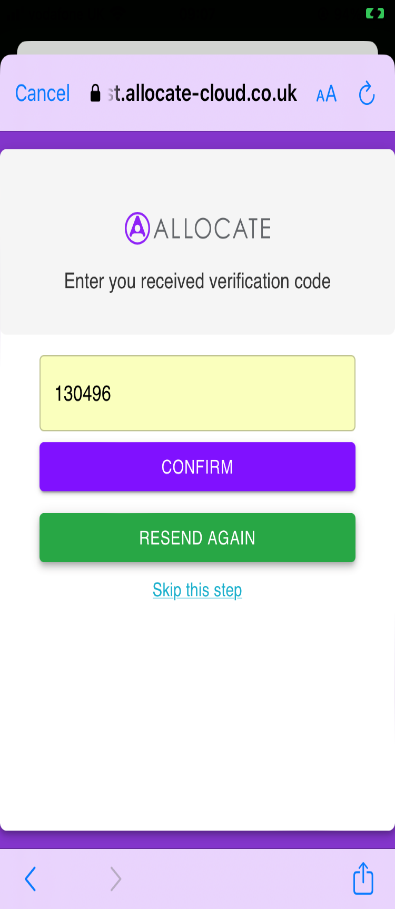 Cancel st.allocate-cloud.co.uk AA
ALLOCATE
Enter you received verification code
130496
CONFIRM
RESEND AGAIN
Skip this step